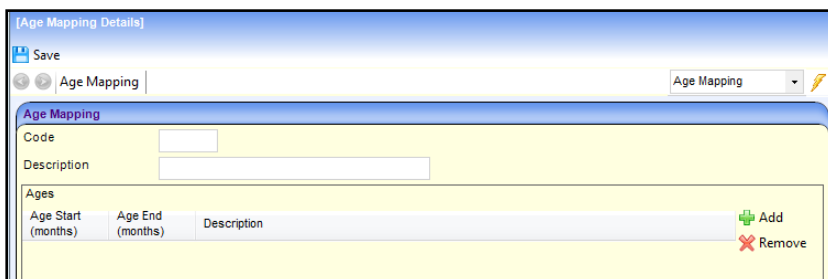 [Age Mapping Details]
Save
Age Mapping Age Mapping
Age Mapping
Code
Description
Ages
Age Start (months) Age End (months) Description Add
Remove